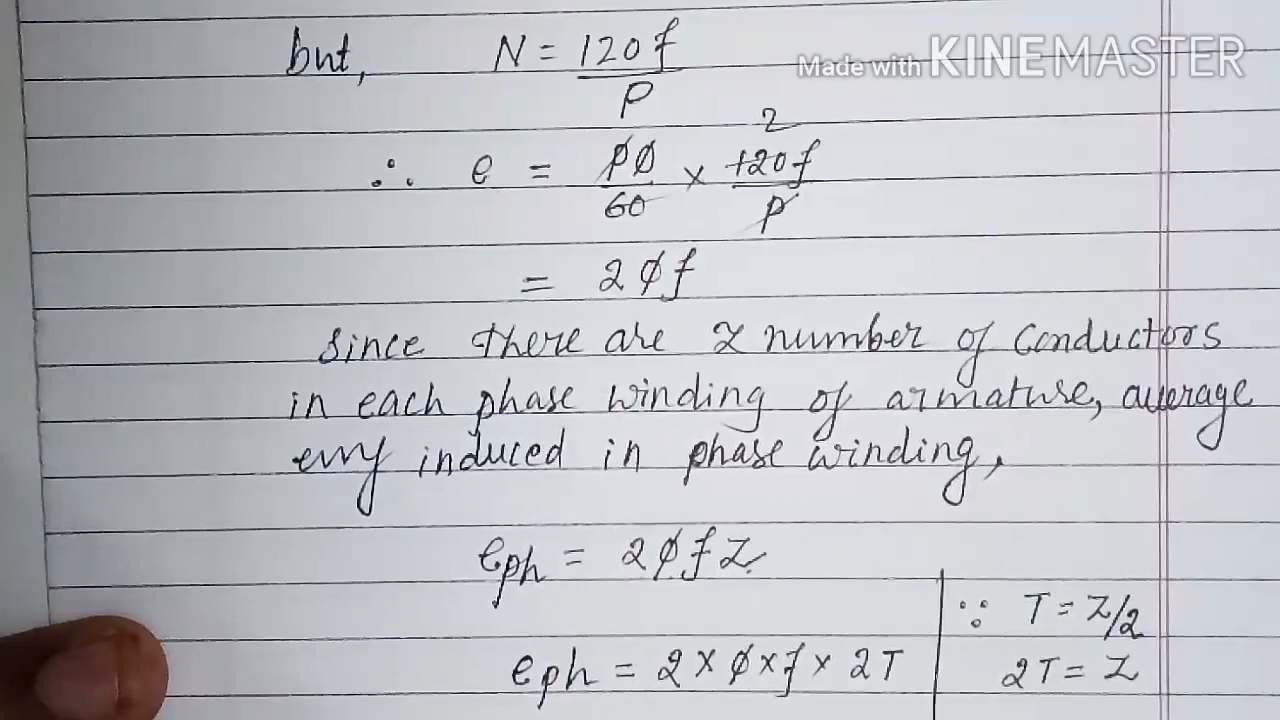 but, N = 120f
P
Made with KINEMASTER
2
∴ e = PØ/60 × 120f/P
= 2Øf
since there are Z number of conductors
in each phase winding of armature, average
emf induced in phase winding,
eph = 2ØfZ
∵ T = Z/2
eph = 2×Ø×f×2T
2T = Z